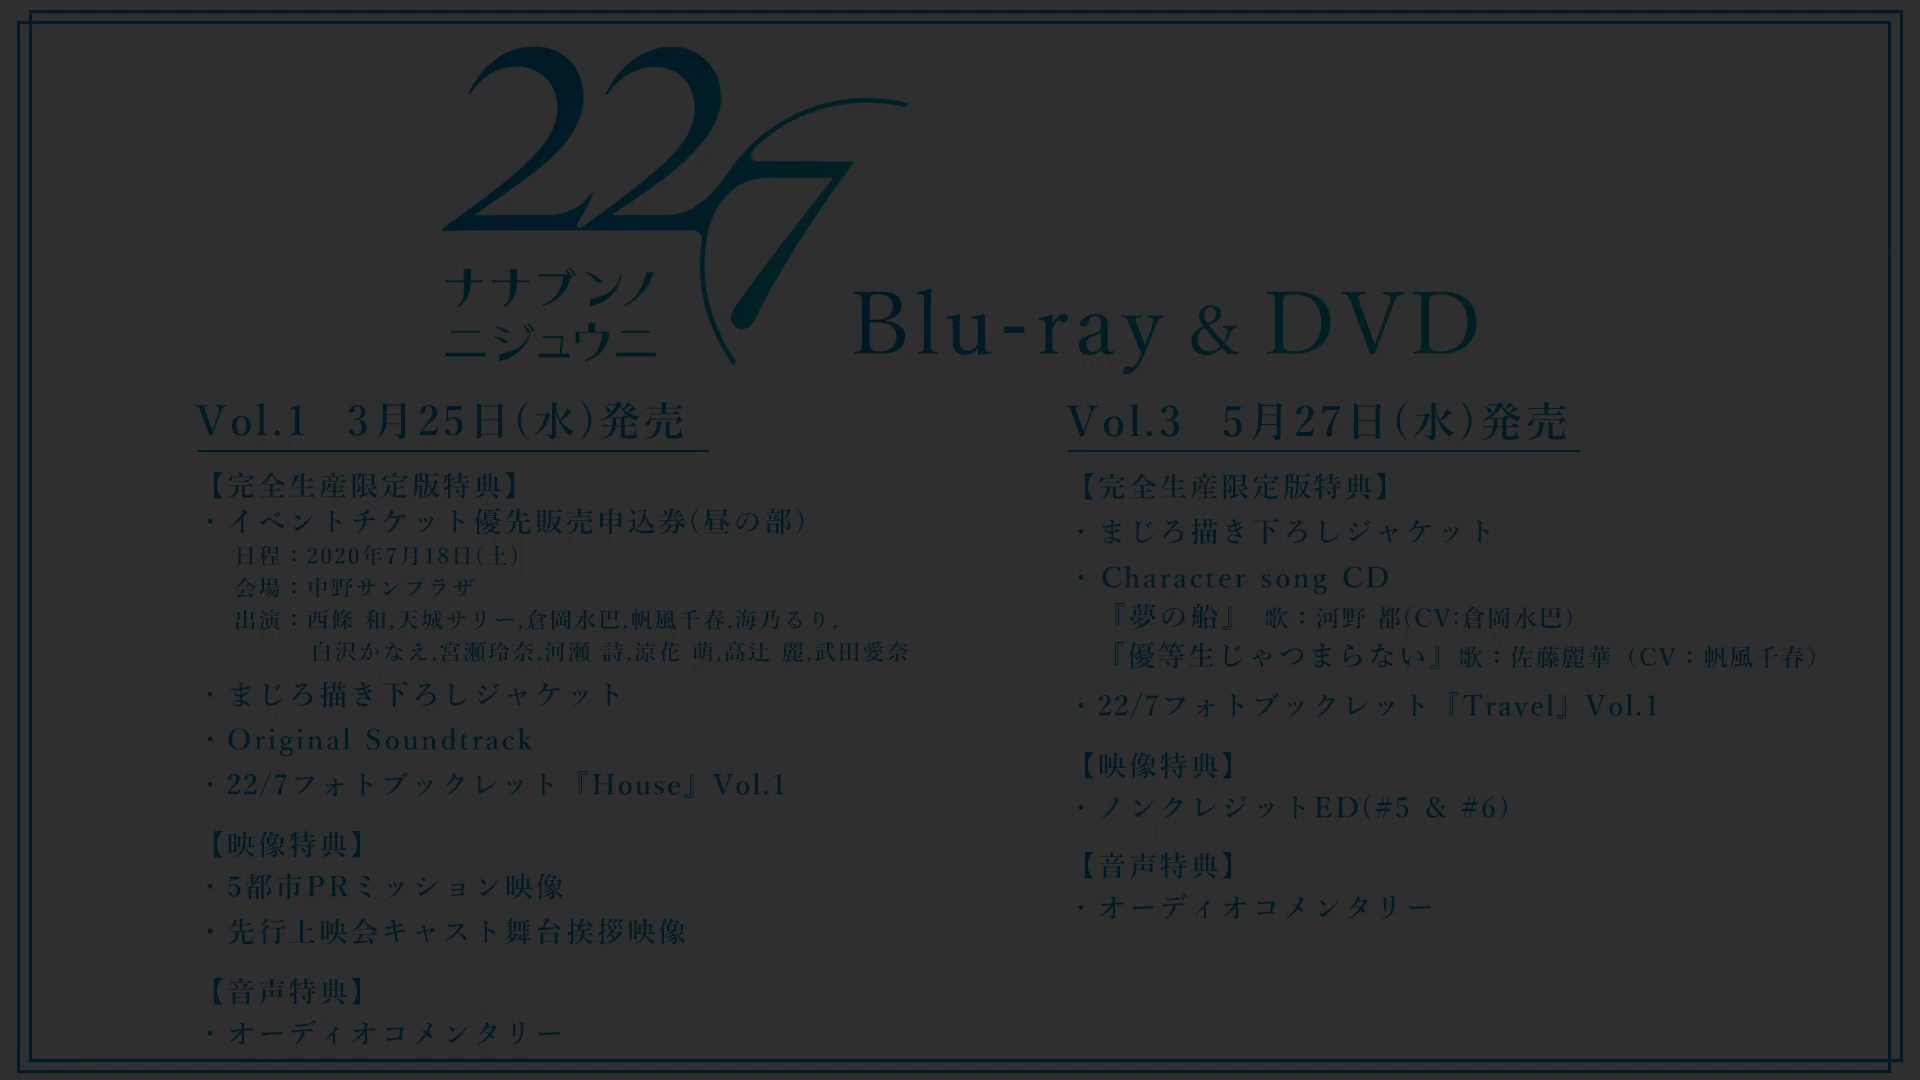 22/7
ナナブンノ
ニジュウニ
Blu-ray & DVD
Vol.1 3月25日(水)発売
【完全生産限定版特典】
・イベントチケット優先販売申込券(昼の部)
日程：2020年7月18日(土)
会場：中野サンプラザ
出演：西條 和,天城サリー,倉岡水巴,帆風千春,海乃るり,
白沢かなえ,宮瀬玲奈,河瀬 詩,涼花 萌,高辻 麗,武田愛奈
・まじろ描き下ろしジャケット
・Original Soundtrack
・22/7フォトブックレット『House』Vol.1
【映像特典】
・5都市PRミッション映像
・先行上映会キャスト舞台挨拶映像
【音声特典】
・オーディオコメンタリー
Vol.3 5月27日(水)発売
【完全生産限定版特典】
・まじろ描き下ろしジャケット
・Character song CD
『夢の船』 歌：河野 都(CV:倉岡水巴)
『優等生じゃつまらない』歌：佐藤麗華（CV：帆風千春）
・22/7フォトブックレット『Travel』Vol.1
【映像特典】
・ノンクレジットED(#5 & #6)
【音声特典】
・オーディオコメンタリー